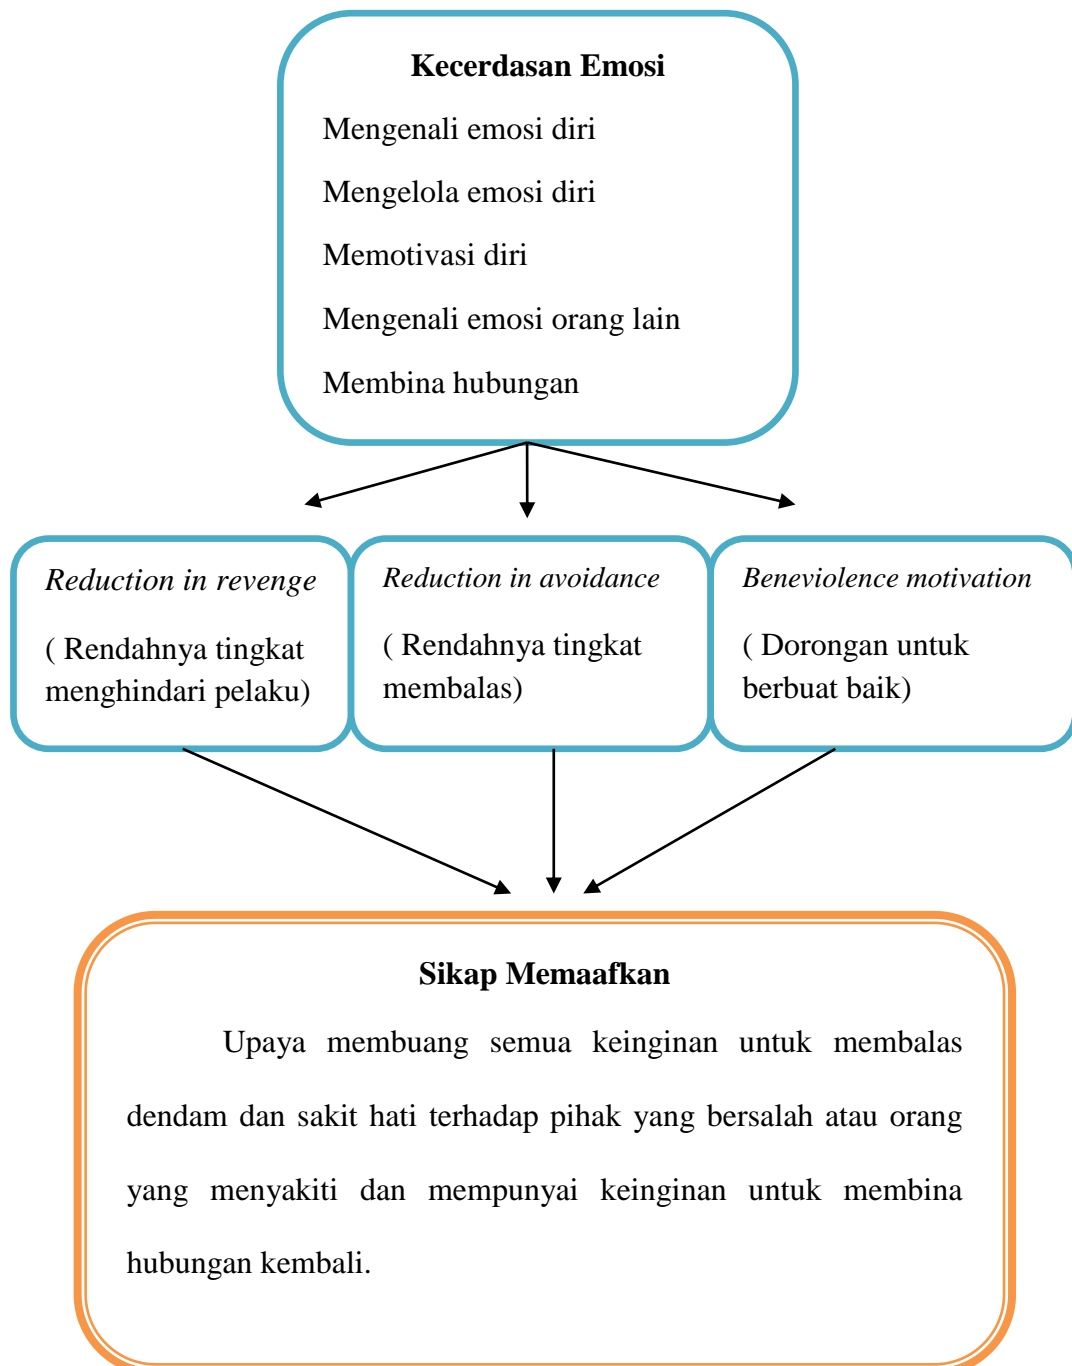 Kecerdasan Emosi
Mengenali emosi diri
Mengelola emosi diri
Memotivasi diri
Mengenali emosi orang lain
Membina hubungan
Reduction in revenge
( Rendahnya tingkat
menghindari pelaku)
Reduction in avoidance
( Rendahnya tingkat
membalas)
Beneviolence motivation
( Dorongan untuk
berbuat baik)
Sikap Memaafkan
Upaya membuang semua keinginan untuk membalas
dendam dan sakit hati terhadap pihak yang bersalah atau orang
yang menyakiti dan mempunyai keinginan untuk membina
hubungan kembali.